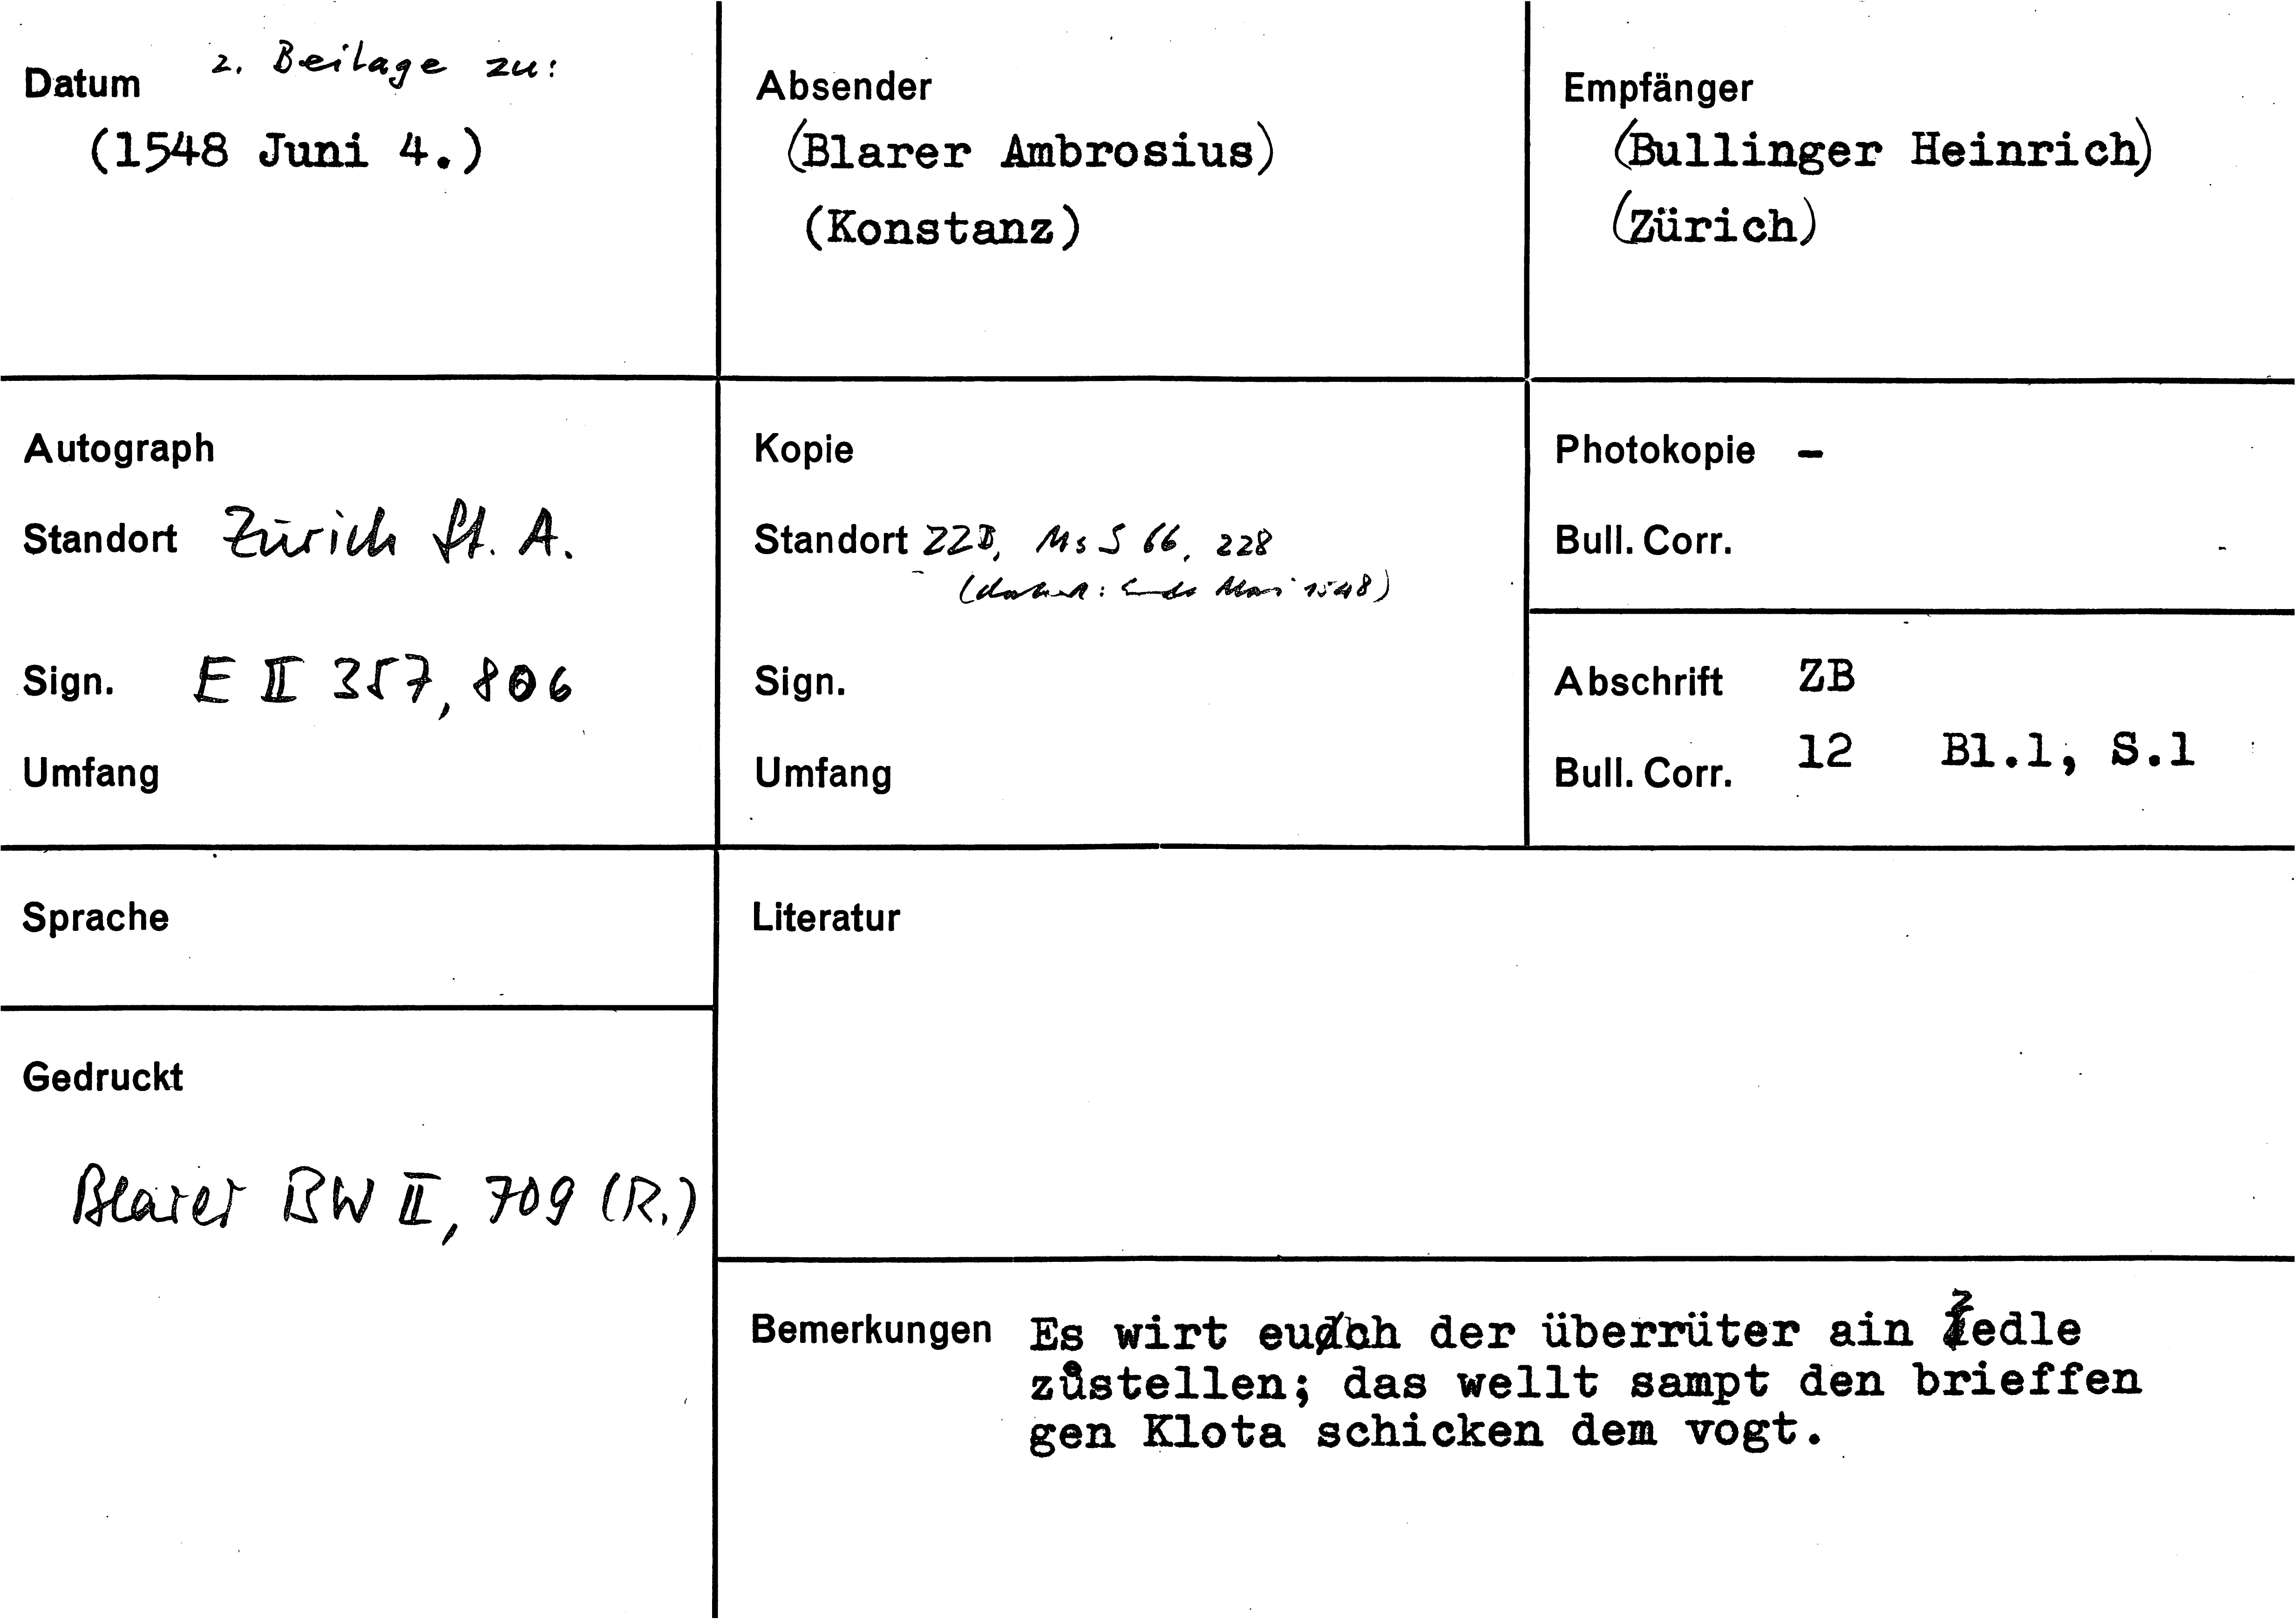 Datum 2. Beilage zu:
(1548 Juni 4.)
Absender
(Blarer Ambrosius)
(Konstanz)
Empfänger
(Bullinger Heinrich)
(Zürich)
Autograph
Standort Zürich St. A.
Sign. E II 357, 806
Umfang
Kopie
Standort ZZB, Ms S 66, 228
(datiert: Ende Mai 1548)
Sign.
Umfang
Photokopie -
Bull. Corr.
Abschrift ZB
Bull. Corr. 12 Bl.1, S.1
Sprache
Gedruckt
Blarer BW II, 709 (R.)
Literatur
Bemerkungen Es wirt euch der überrüter ain Zedle
zůstellen; das wellt sampt den brieffen
gen Klota schicken dem vogt.